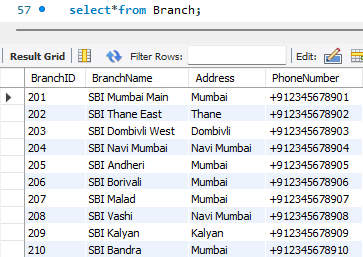 57 select*from Branch;
Result Grid Filter Rows: Edit:
BranchID BranchName Address PhoneNumber
201 SBI Mumbai Main Mumbai +912345678901
202 SBI Thane East Thane +912345678902
203 SBI Dombivli West Dombivli +912345678903
204 SBI Navi Mumbai Navi Mumbai +912345678904
205 SBI Andheri Mumbai +912345678905
206 SBI Borivali Mumbai +912345678906
207 SBI Malad Mumbai +912345678907
208 SBI Vashi Navi Mumbai +912345678908
209 SBI Kalyan Kalyan +912345678909
210 SBI Bandra Mumbai +912345678910